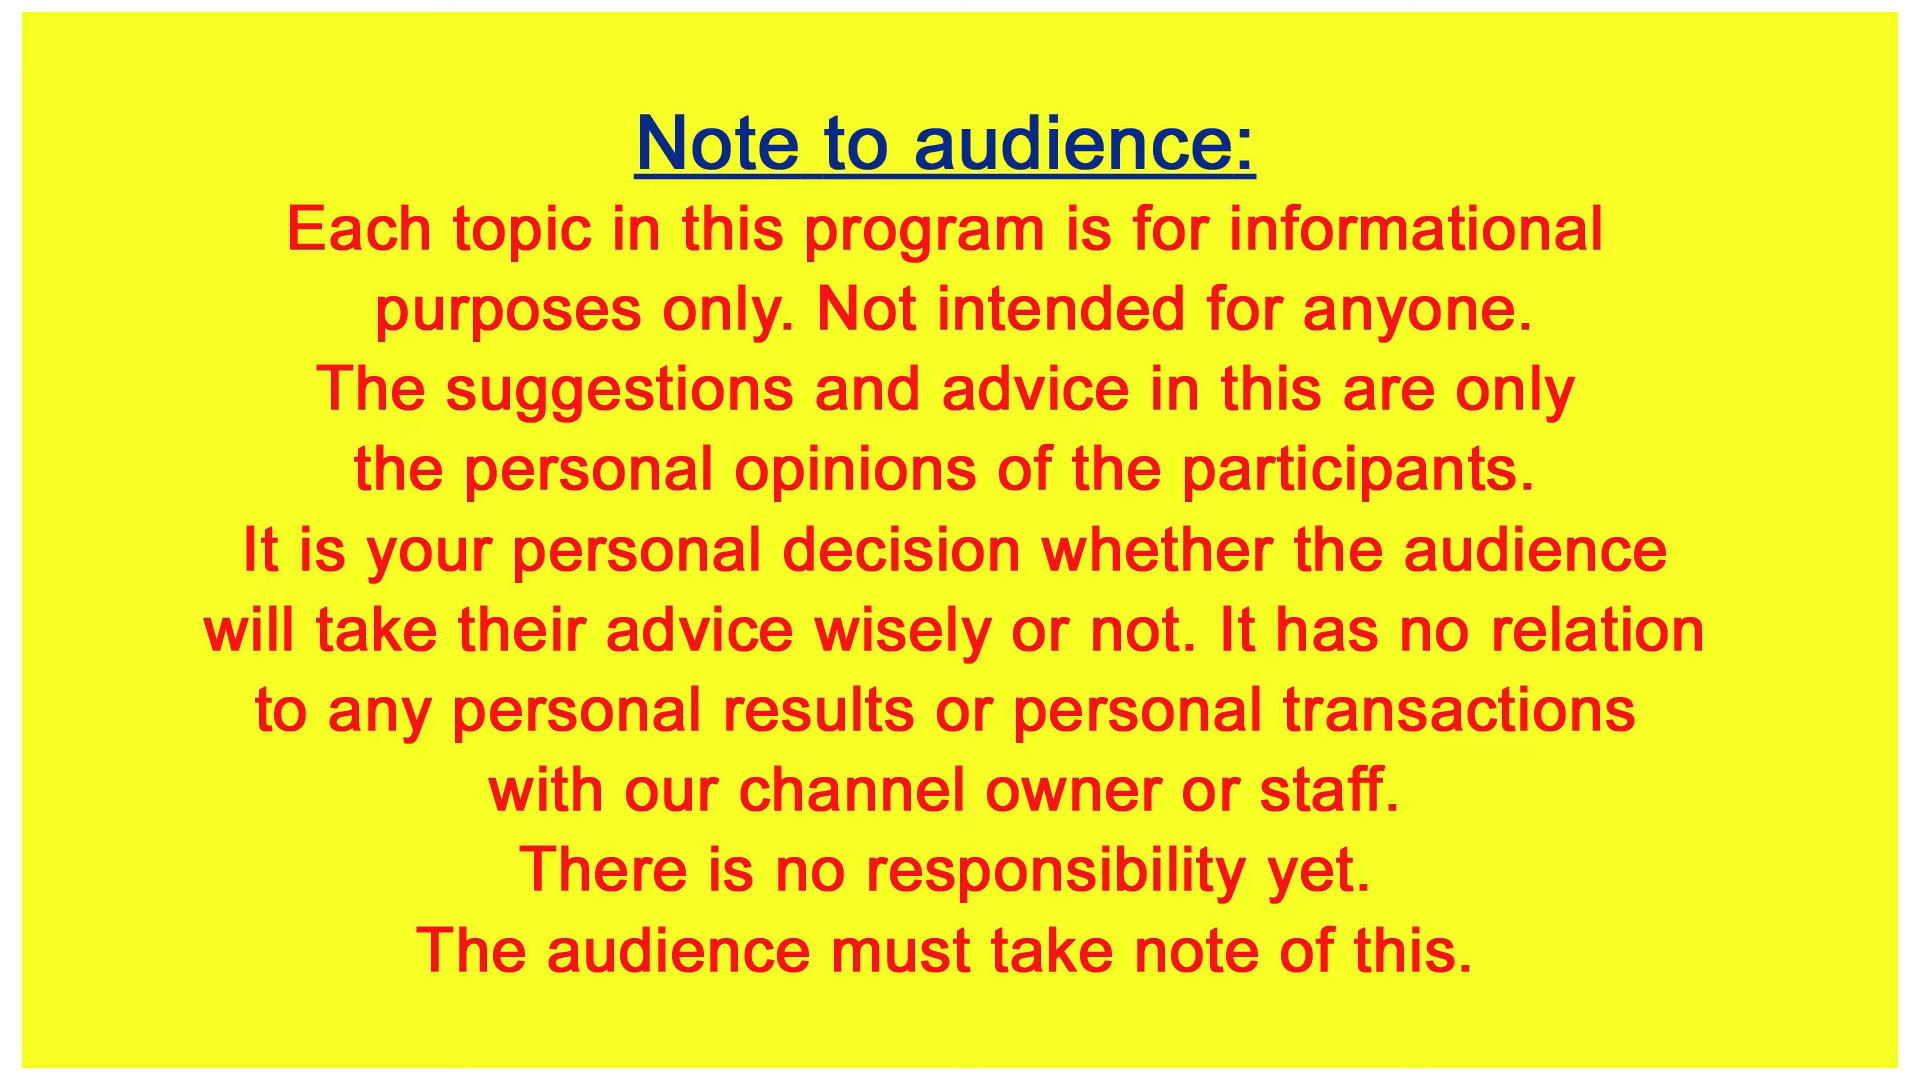 Note to audience:
Each topic in this program is for informational
purposes only. Not intended for anyone.
The suggestions and advice in this are only
the personal opinions of the participants.
It is your personal decision whether the audience
will take their advice wisely or not. It has no relation
to any personal results or personal transactions
with our channel owner or staff.
There is no responsibility yet.
The audience must take note of this.